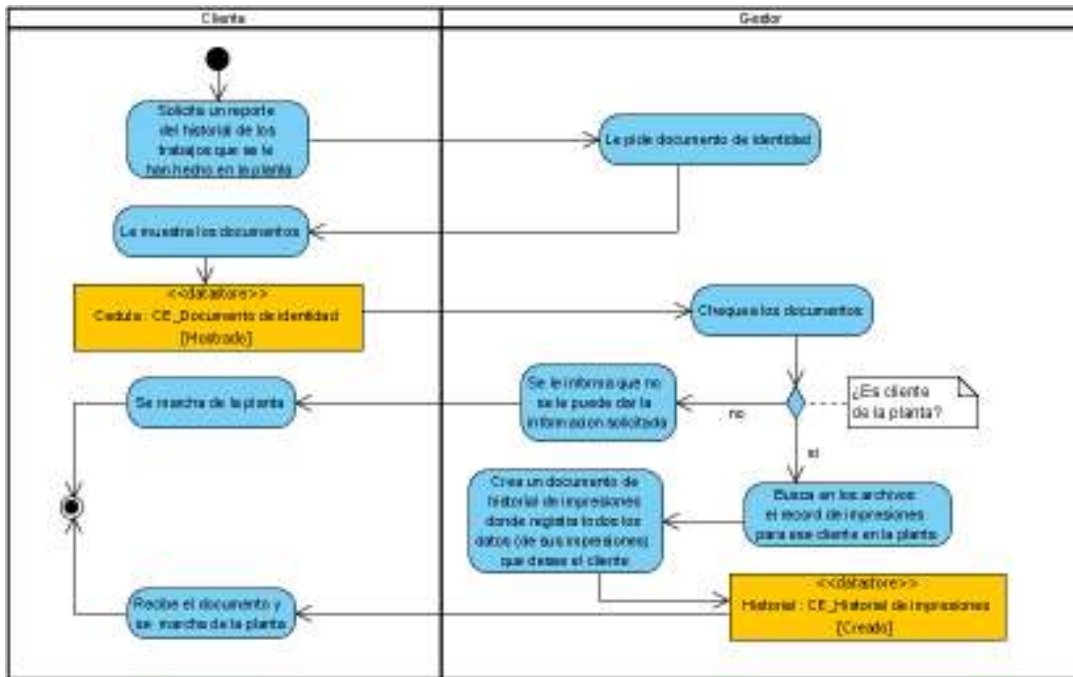 Cliente
Gestor
Solicita un reporte
del historial de los
trabajos que se le
han hecho en la planta
Le pide documento de identidad
Le muestra los documentos
<<datastore>>
Cedula : CE_Documento de identidad
[Mostrado]
Chequea los documentos
Se marcha de la planta
Se le informa que no
se le puede dar la
informacion solicitada
no
¿Es cliente
de la planta?
si
Crea un documento de
historial de impresiones
donde registra todos los
datos (de sus impresiones)
que desee el cliente
Busca en los archivos
el record de impresiones
para ese cliente en la planta
<<datastore>>
Historial : CE_Historial de impresiones
[Creado]
Recibe el documento y
se marcha de la planta